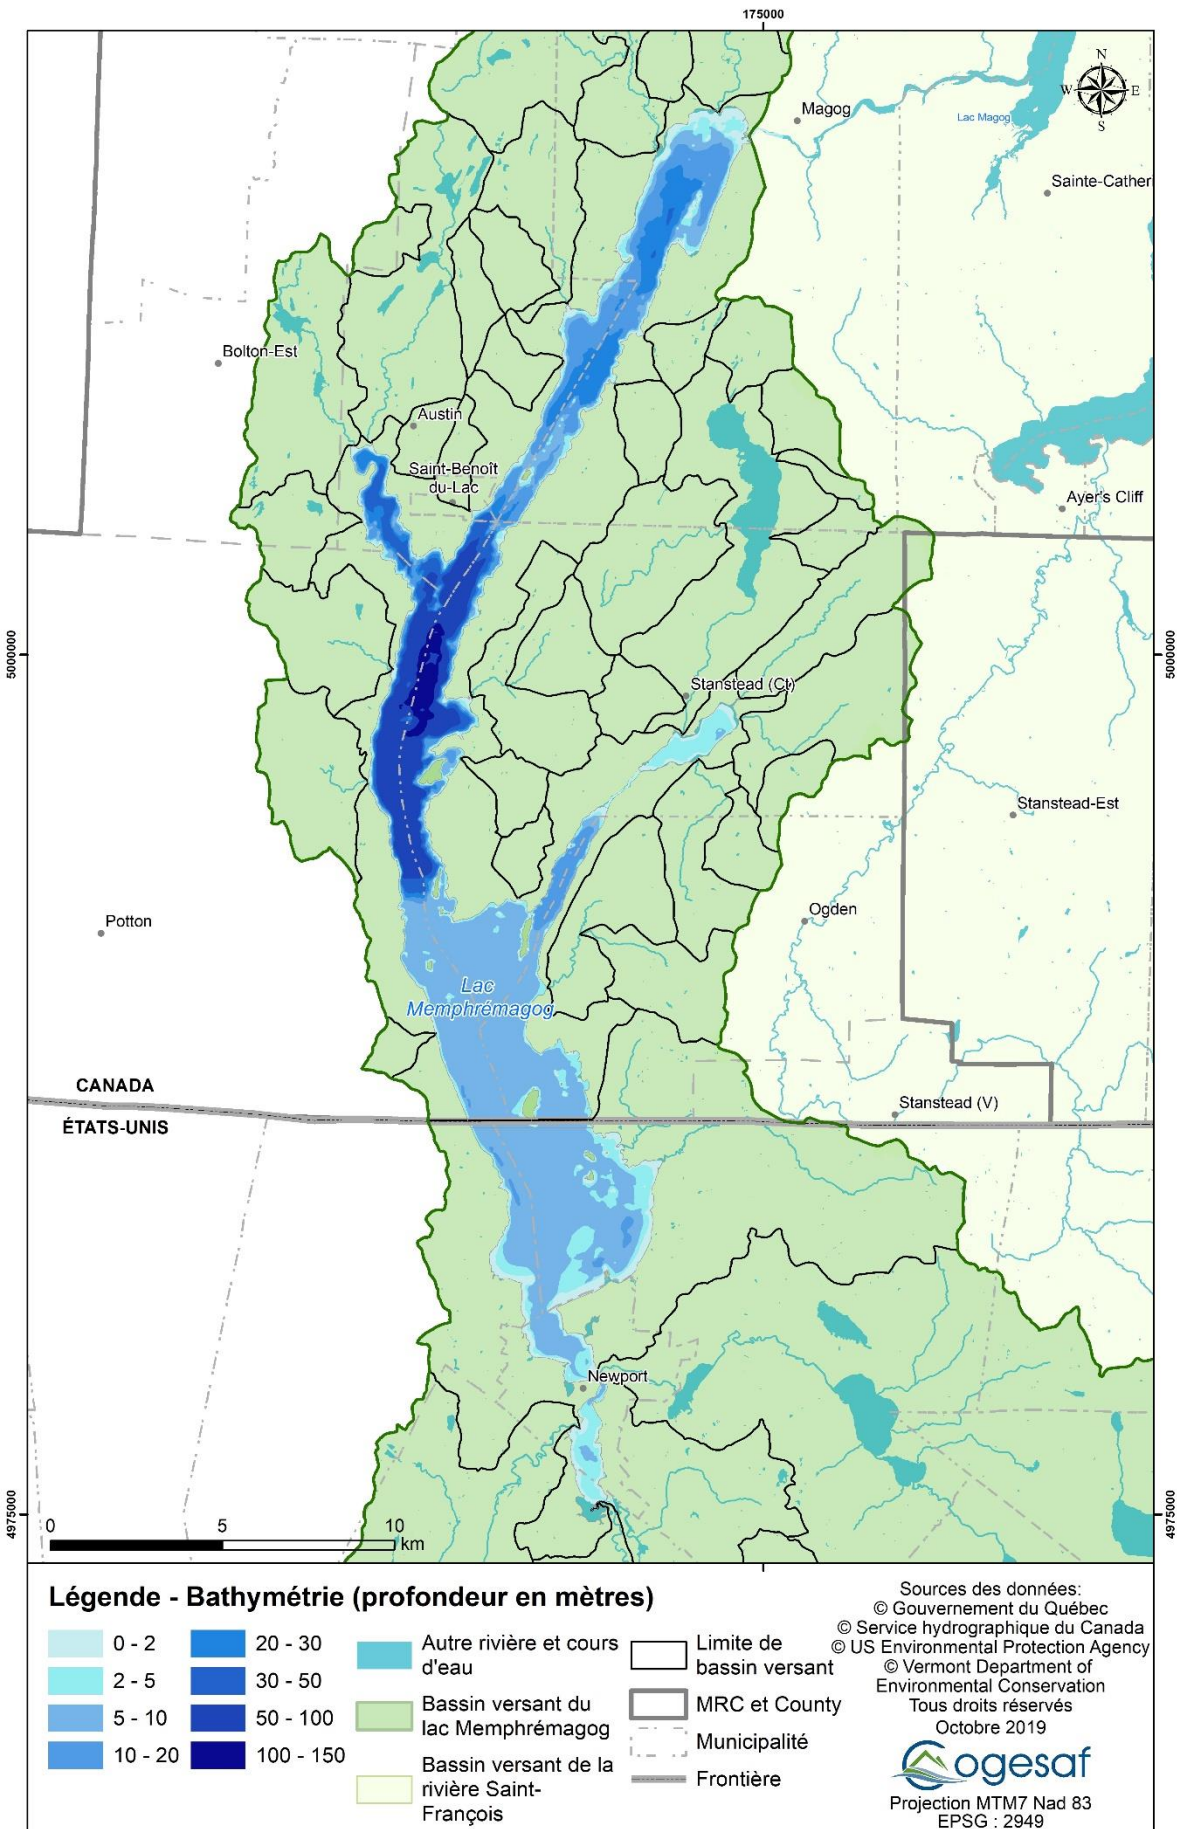 175000
N
W E
S
Magog
Lac Magog
Sainte-Cather
Bolton-Est
Austin
Saint-Benoît
du-Lac
Ayer's Cliff
5000000
5000000
Stanstead (Ct)
Stanstead-Est
Potton
Ogden
Lac
Memphrémagog
CANADA
ÉTATS-UNIS
Stanstead (V)
Newport
4975000
4975000
0 5 10
km
Légende - Bathymétrie (profondeur en mètres)
0 - 2
2 - 5
5 - 10
10 - 20
20 - 30
30 - 50
50 - 100
100 - 150
Autre rivière et cours
d'eau
Bassin versant du
lac Memphrémagog
Bassin versant de la
rivière Saint-
François
Limite de
bassin versant
MRC et County
Municipalité
Frontière
Sources des données:
© Gouvernement du Québec
© Service hydrographique du Canada
© US Environmental Protection Agency
© Vermont Department of
Environmental Conservation
Tous droits réservés
Octobre 2019
Cogesaf
Projection MTM7 Nad 83
EPSG : 2949